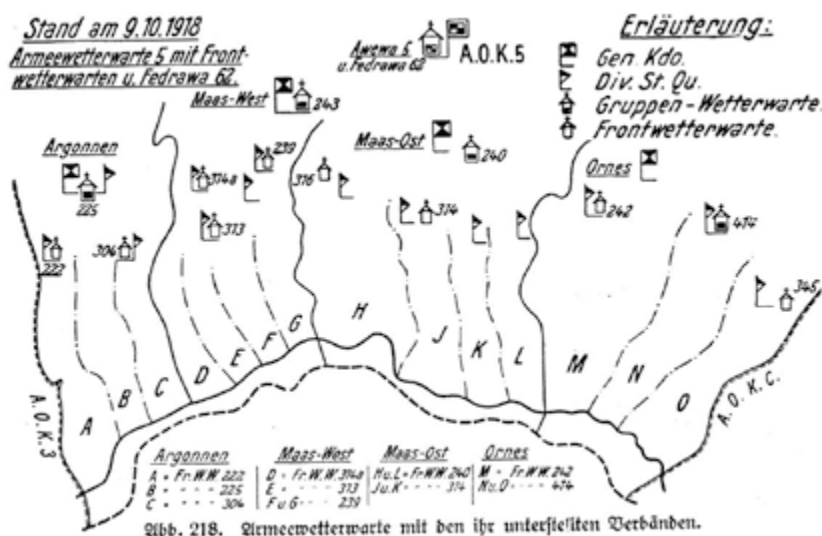 Stand am 9.10.1918
Armeewetterwarte 5 mit Front-
wetterwarten u. Fedrawa 62.
Awewa 5
u. Fedrawa 62
A.O.K.5
Erläuterung:
Gen. Kdo.
Div. St. Qu.
Gruppen-Wetterwarte.
Frontwetterwarte.
Maas-West
243
Argonnen
225
222
304
314a
239
313
316
Maas-Ost
240
314
Ornes
242
414
345
A.O.K.3
A
B
C
D
E
F
G
H
J
K
L
M
N
O
A.O.K.C.
Argonnen
A = Fr.W.W. 222
B = " " " 225
C = " " " 304
Maas-West
D = Fr.W.W. 314a
E = " " " 313
F u G " " " 239
Maas-Ost
H u. L = Fr.W.W. 240
J u. K " " " 314
Ornes
M = Fr.W.W. 242
N u. O " " " 414
Abb. 218. Armeewetterwarte mit den ihr unterstellten Verbänden.